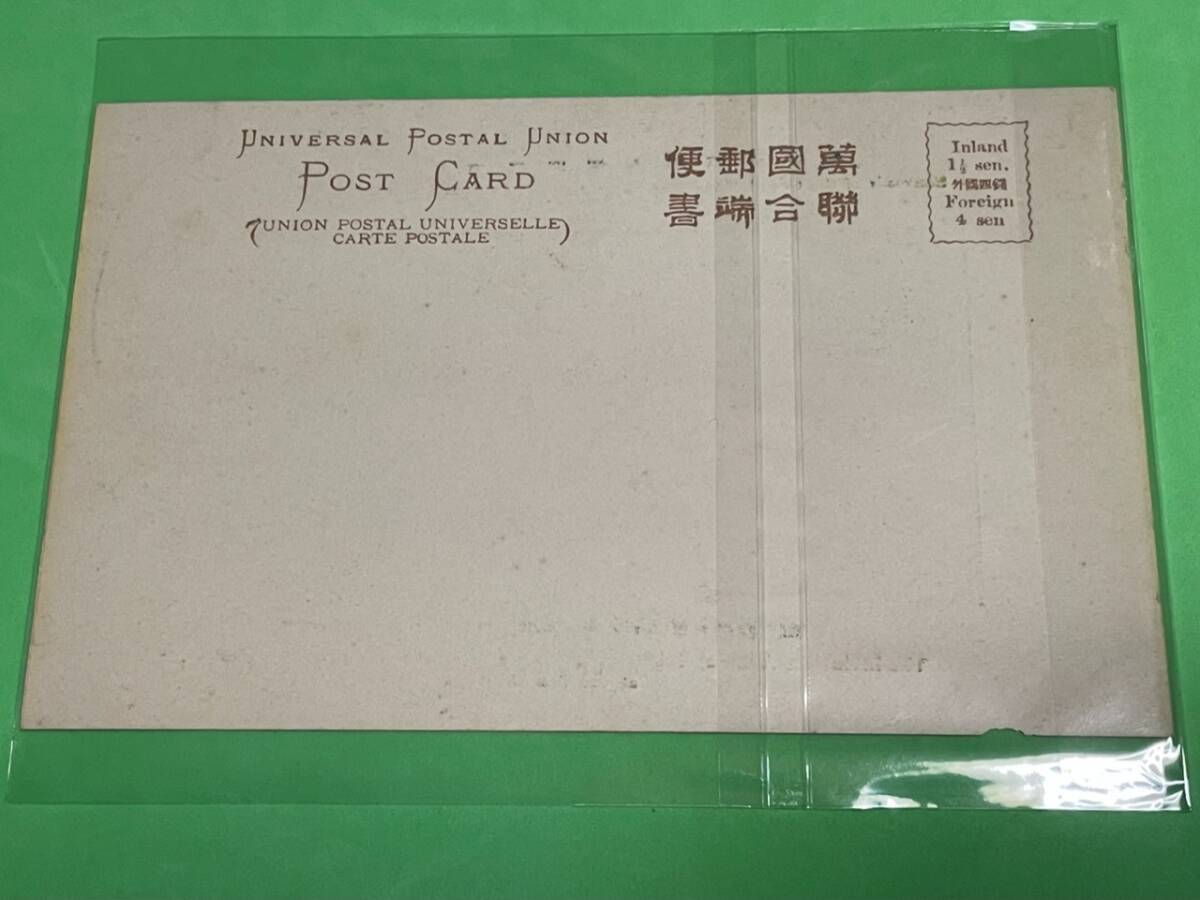 UNIVERSAL POSTAL UNION
POST CARD
UNION POSTAL UNIVERSELLE
CARTE POSTALE
萬國郵便
聯合端書
Inland
1½ sen.
外國四錢
Foreign
4 sen